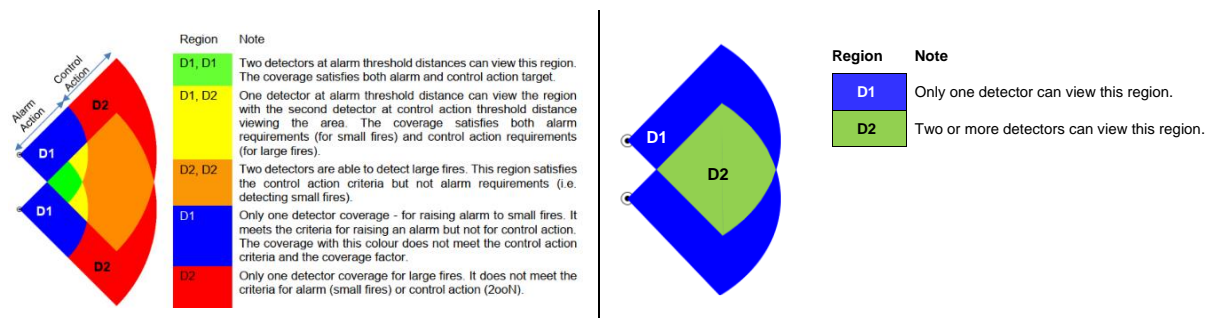 Alarm
Action
Control
Action
D2
D1
D1
D2
Region Note
D1, D1 Two detectors at alarm threshold distances can view this region.
The coverage satisfies both alarm and control action target.
D1, D2 One detector at alarm threshold distance can view the region
with the second detector at control action threshold distance
viewing the area. The coverage satisfies both alarm
requirements (for small fires) and control action requirements
(for large fires).
D2, D2 Two detectors are able to detect large fires. This region satisfies
the control action criteria but not alarm requirements (i.e.
detecting small fires).
D1 Only one detector coverage - for raising alarm to small fires. It
meets the criteria for raising an alarm but not for control action.
The coverage with this colour does not meet the control action
criteria and the coverage factor.
D2 Only one detector coverage for large fires. It does not meet the
criteria for alarm (small fires) or control action (2ooN).
D1
D2
Region Note
D1 Only one detector can view this region.
D2 Two or more detectors can view this region.